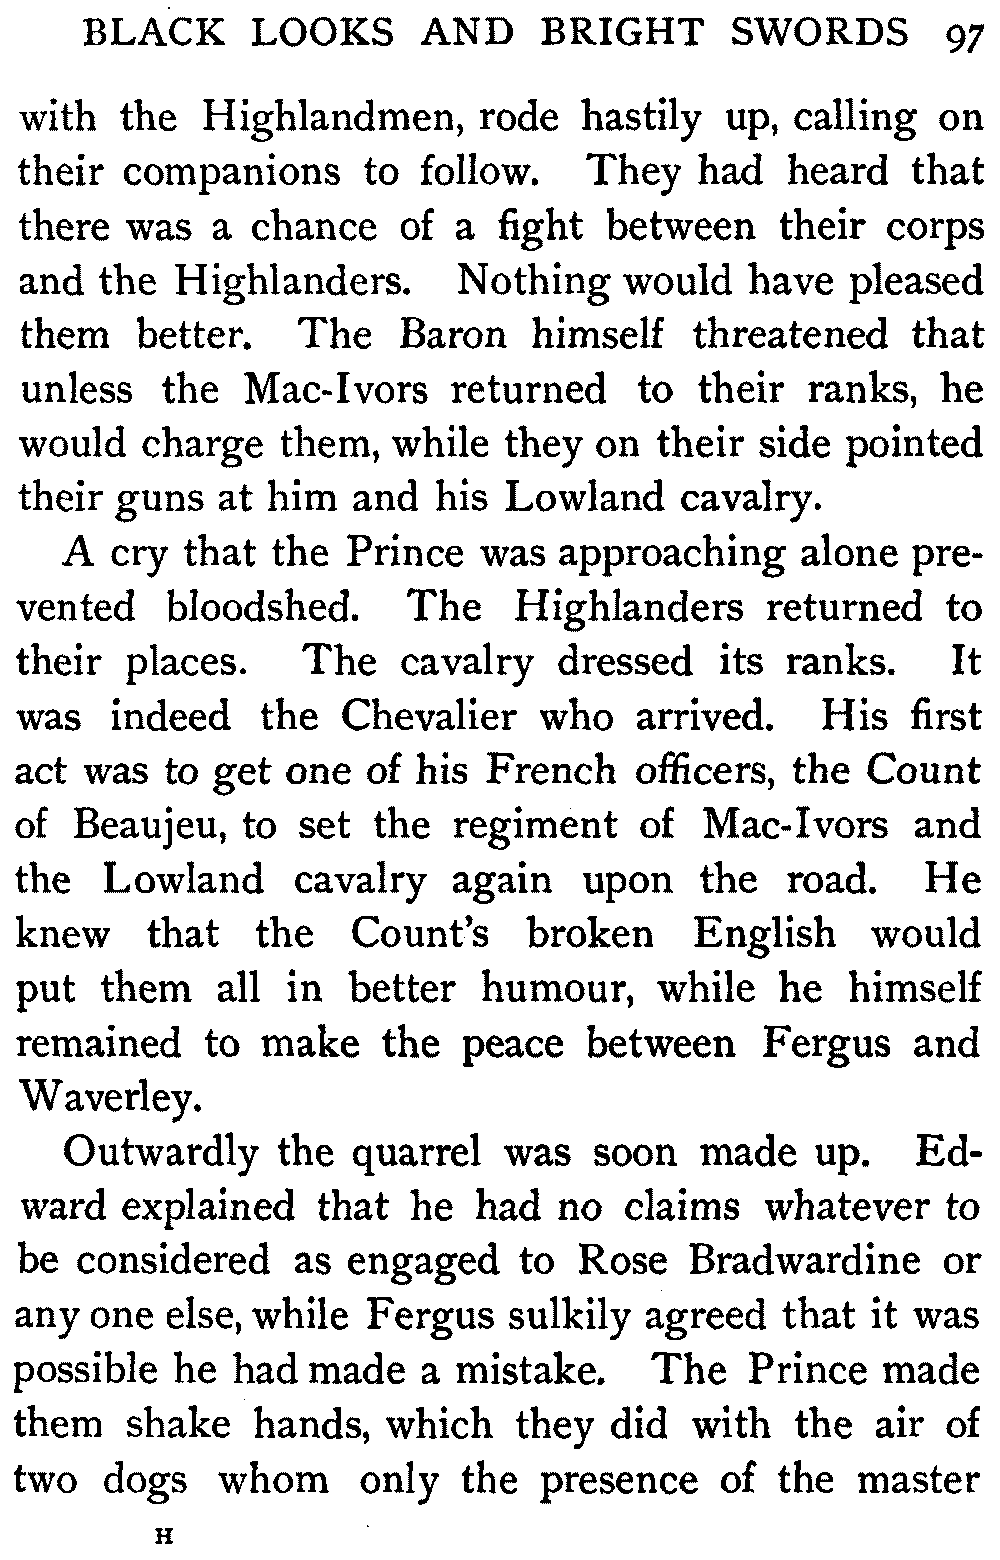 BLACK LOOKS AND BRIGHT SWORDS 97
with the Highlandmen, rode hastily up, calling on
their companions to follow. They had heard that
there was a chance of a fight between their corps
and the Highlanders. Nothing would have pleased
them better. The Baron himself threatened that
unless the Mac-Ivors returned to their ranks, he
would charge them, while they on their side pointed
their guns at him and his Lowland cavalry.
A cry that the Prince was approaching alone pre-
vented bloodshed. The Highlanders returned to
their places. The cavalry dressed its ranks. It
was indeed the Chevalier who arrived. His first
act was to get one of his French officers, the Count
of Beaujeu, to set the regiment of Mac-Ivors and
the Lowland cavalry again upon the road. He
knew that the Count's broken English would
put them all in better humour, while he himself
remained to make the peace between Fergus and
Waverley.
Outwardly the quarrel was soon made up. Ed-
ward explained that he had no claims whatever to
be considered as engaged to Rose Bradwardine or
any one else, while Fergus sulkily agreed that it was
possible he had made a mistake. The Prince made
them shake hands, which they did with the air of
two dogs whom only the presence of the master
H